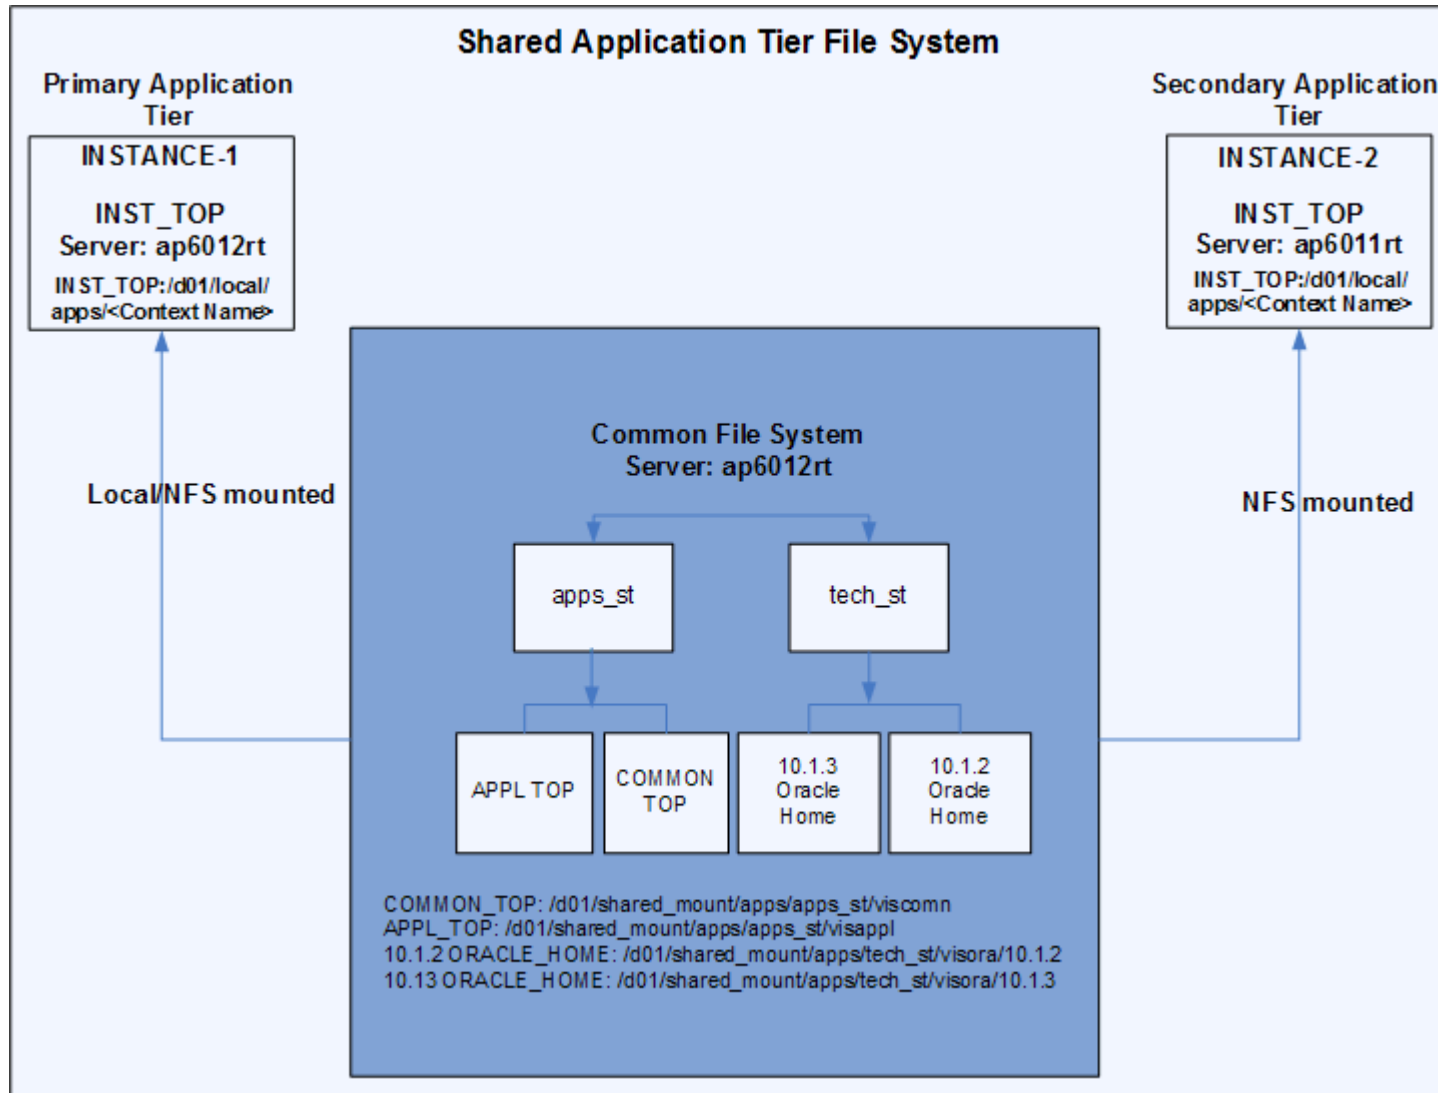 Shared Application Tier File System
Primary Application
Tier
INSTANCE-1
INST_TOP
Server: ap6012rt
INST_TOP:/d01/local/
apps/<Context Name>
Secondary Application
Tier
INSTANCE-2
INST_TOP
Server: ap6011rt
INST_TOP:/d01/local/
apps/<Context Name>
Local/NFS mounted
NFS mounted
Common File System
Server: ap6012rt
apps_st
tech_st
APPL TOP
COMMON
TOP
10.1.3
Oracle
Home
10.1.2
Oracle
Home
COMMON_TOP: /d01/shared_mount/apps/apps_st/viscomn
APPL_TOP: /d01/shared_mount/apps/apps_st/visappl
10.1.2 ORACLE_HOME: /d01/shared_mount/apps/tech_st/visora/10.1.2
10.13 ORACLE_HOME: /d01/shared_mount/apps/tech_st/visora/10.1.3